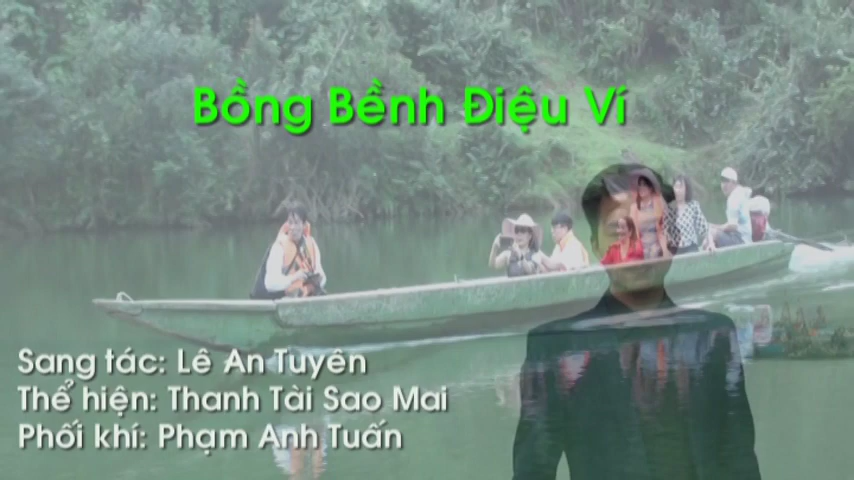 Bồng Bềnh Điệu Ví
Sang tác: Lê An Tuyên
Thể hiện: Thanh Tài Sao Mai
Phối khí: Phạm Anh Tuấn